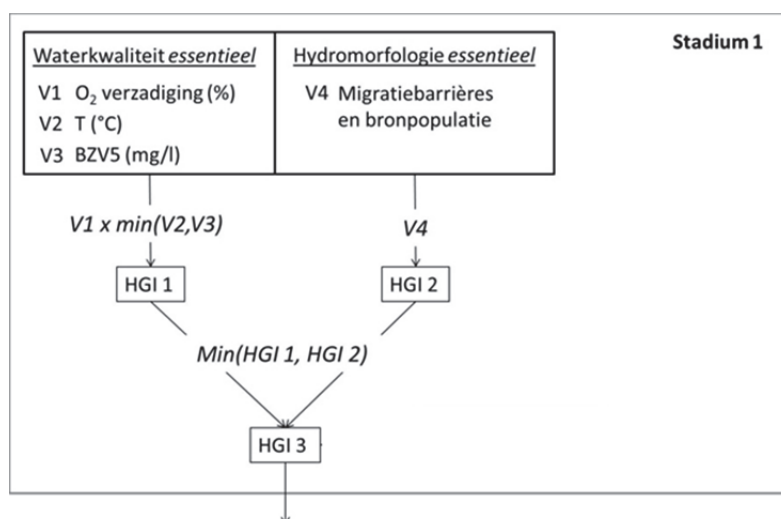 Stadium 1
Waterkwaliteit essentieel
V1 O₂ verzadiging (%)
V2 T (°C)
V3 BZV5 (mg/l)
Hydromorfologie essentieel
V4 Migratiebarrières
en bronpopulatie
V1 x min(V2,V3)
V4
HGI 1
HGI 2
Min(HGI 1, HGI 2)
HGI 3